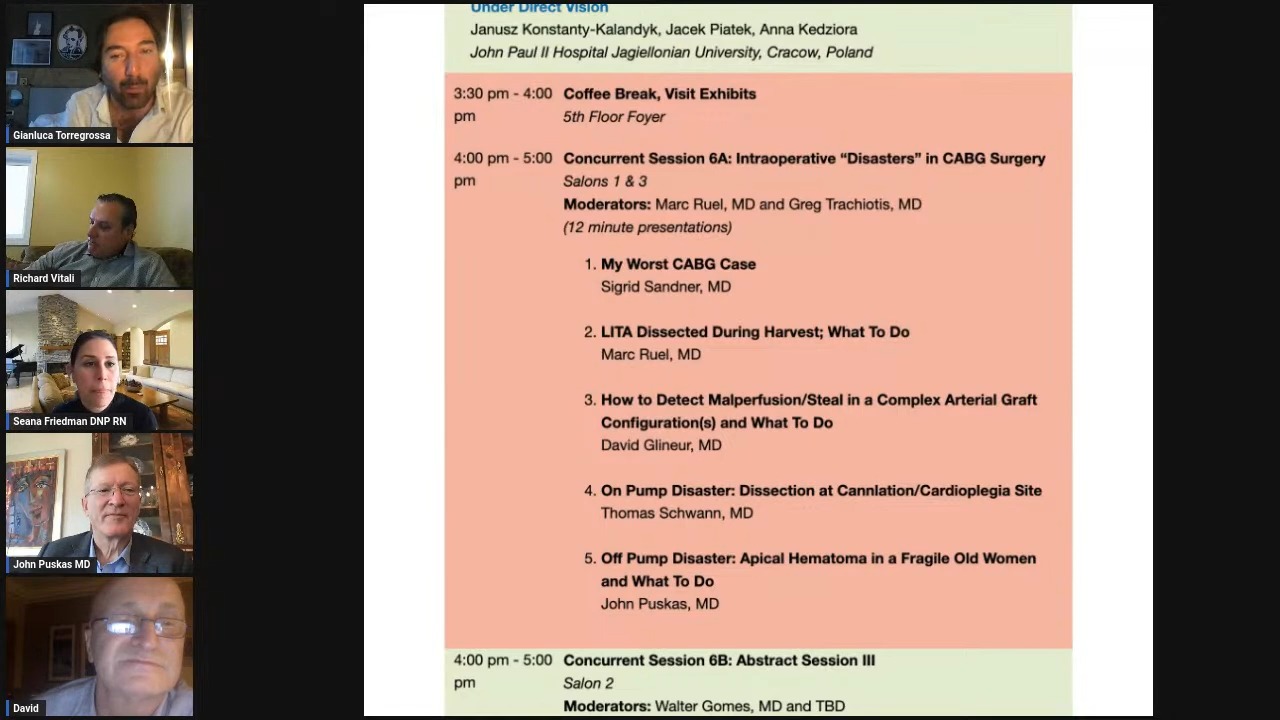 Gianluca Torregrossa
Richard Vitali
Seana Friedman DNP RN
John Puskas MD
David
Under Direct Vision
Janusz Konstanty-Kalandyk, Jacek Piatek, Anna Kedziora
John Paul II Hospital Jagiellonian University, Cracow, Poland
3:30 pm - 4:00 pm
Coffee Break, Visit Exhibits
5th Floor Foyer
4:00 pm - 5:00 pm
Concurrent Session 6A: Intraoperative “Disasters” in CABG Surgery
Salons 1 & 3
Moderators: Marc Ruel, MD and Greg Trachiotis, MD
(12 minute presentations)
1. My Worst CABG Case
Sigrid Sandner, MD
2. LITA Dissected During Harvest; What To Do
Marc Ruel, MD
3. How to Detect Malperfusion/Steal in a Complex Arterial Graft
Configuration(s) and What To Do
David Glineur, MD
4. On Pump Disaster: Dissection at Cannlation/Cardioplegia Site
Thomas Schwann, MD
5. Off Pump Disaster: Apical Hematoma in a Fragile Old Women
and What To Do
John Puskas, MD
4:00 pm - 5:00 pm
Concurrent Session 6B: Abstract Session III
Salon 2
Moderators: Walter Gomes, MD and TBD